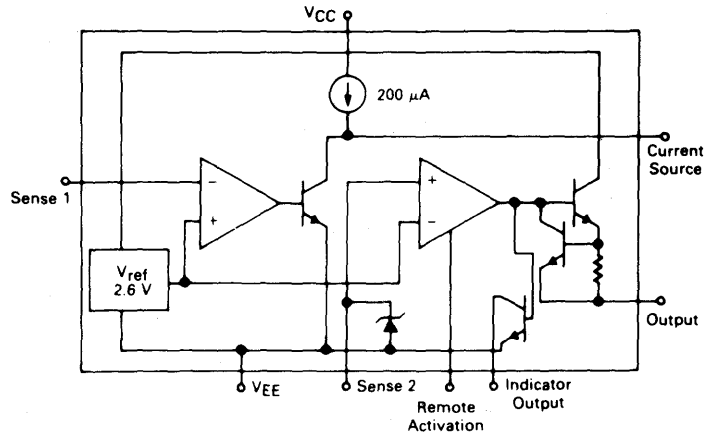 VCC
200 μA
Current
Source
Sense 1
−
+
+
−
Vref
2.6 V
Output
VEE
Sense 2
Remote
Activation
Indicator
Output